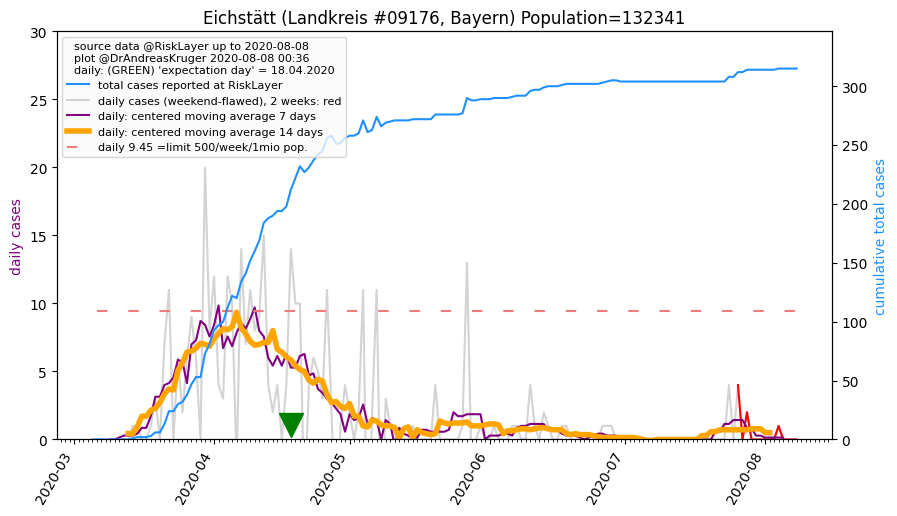 Eichstätt (Landkreis #09176, Bayern) Population=132341
source data @RiskLayer up to 2020-08-08
plot @DrAndreasKruger 2020-08-08 00:36
daily: (GREEN) 'expectation day' = 18.04.2020
total cases reported at RiskLayer
daily cases (weekend-flawed), 2 weeks: red
daily: centered moving average 7 days
daily: centered moving average 14 days
daily 9.45 =limit 500/week/1mio pop.
daily cases
30
25
20
15
10
5
0
cumulative total cases
300
250
200
150
100
50
0
2020-03
2020-04
2020-05
2020-06
2020-07
2020-08